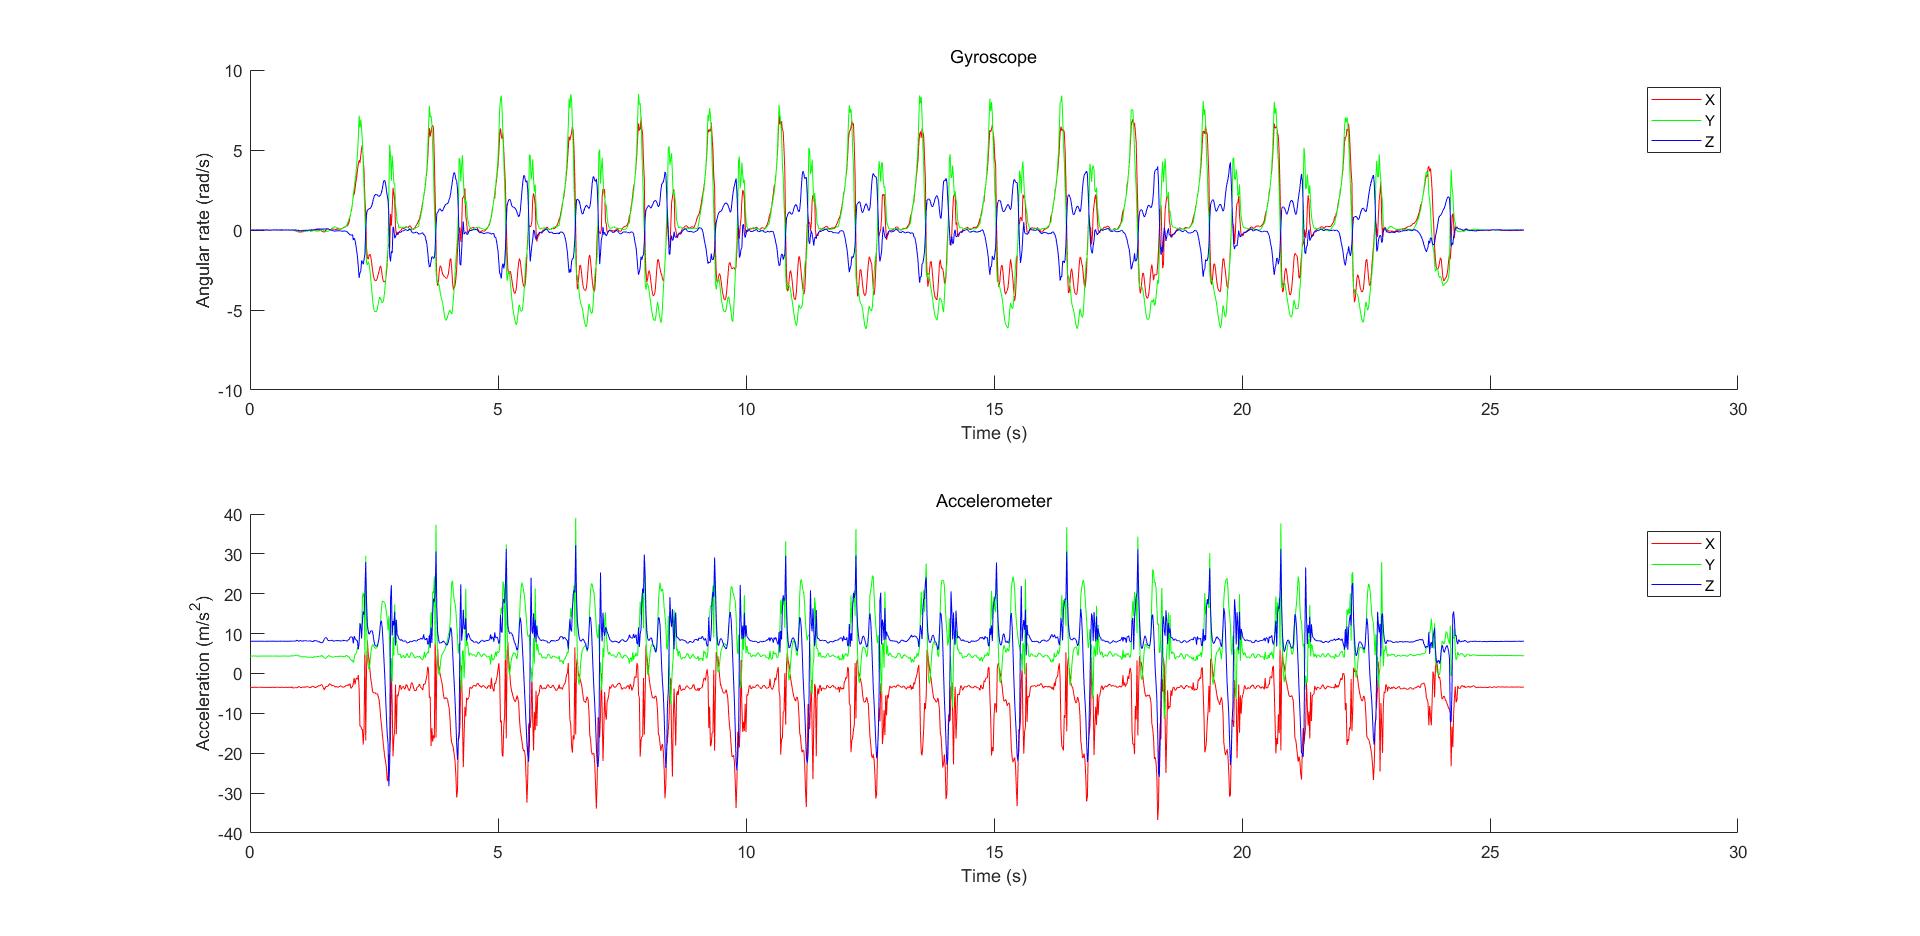 Gyroscope
10
5
0
-5
-10
Angular rate (rad/s)
0 5 10 15 20 25 30
Time (s)
X
Y
Z
Accelerometer
40
30
20
10
0
-10
-20
-30
-40
Acceleration (m/s²)
0 5 10 15 20 25 30
Time (s)
X
Y
Z